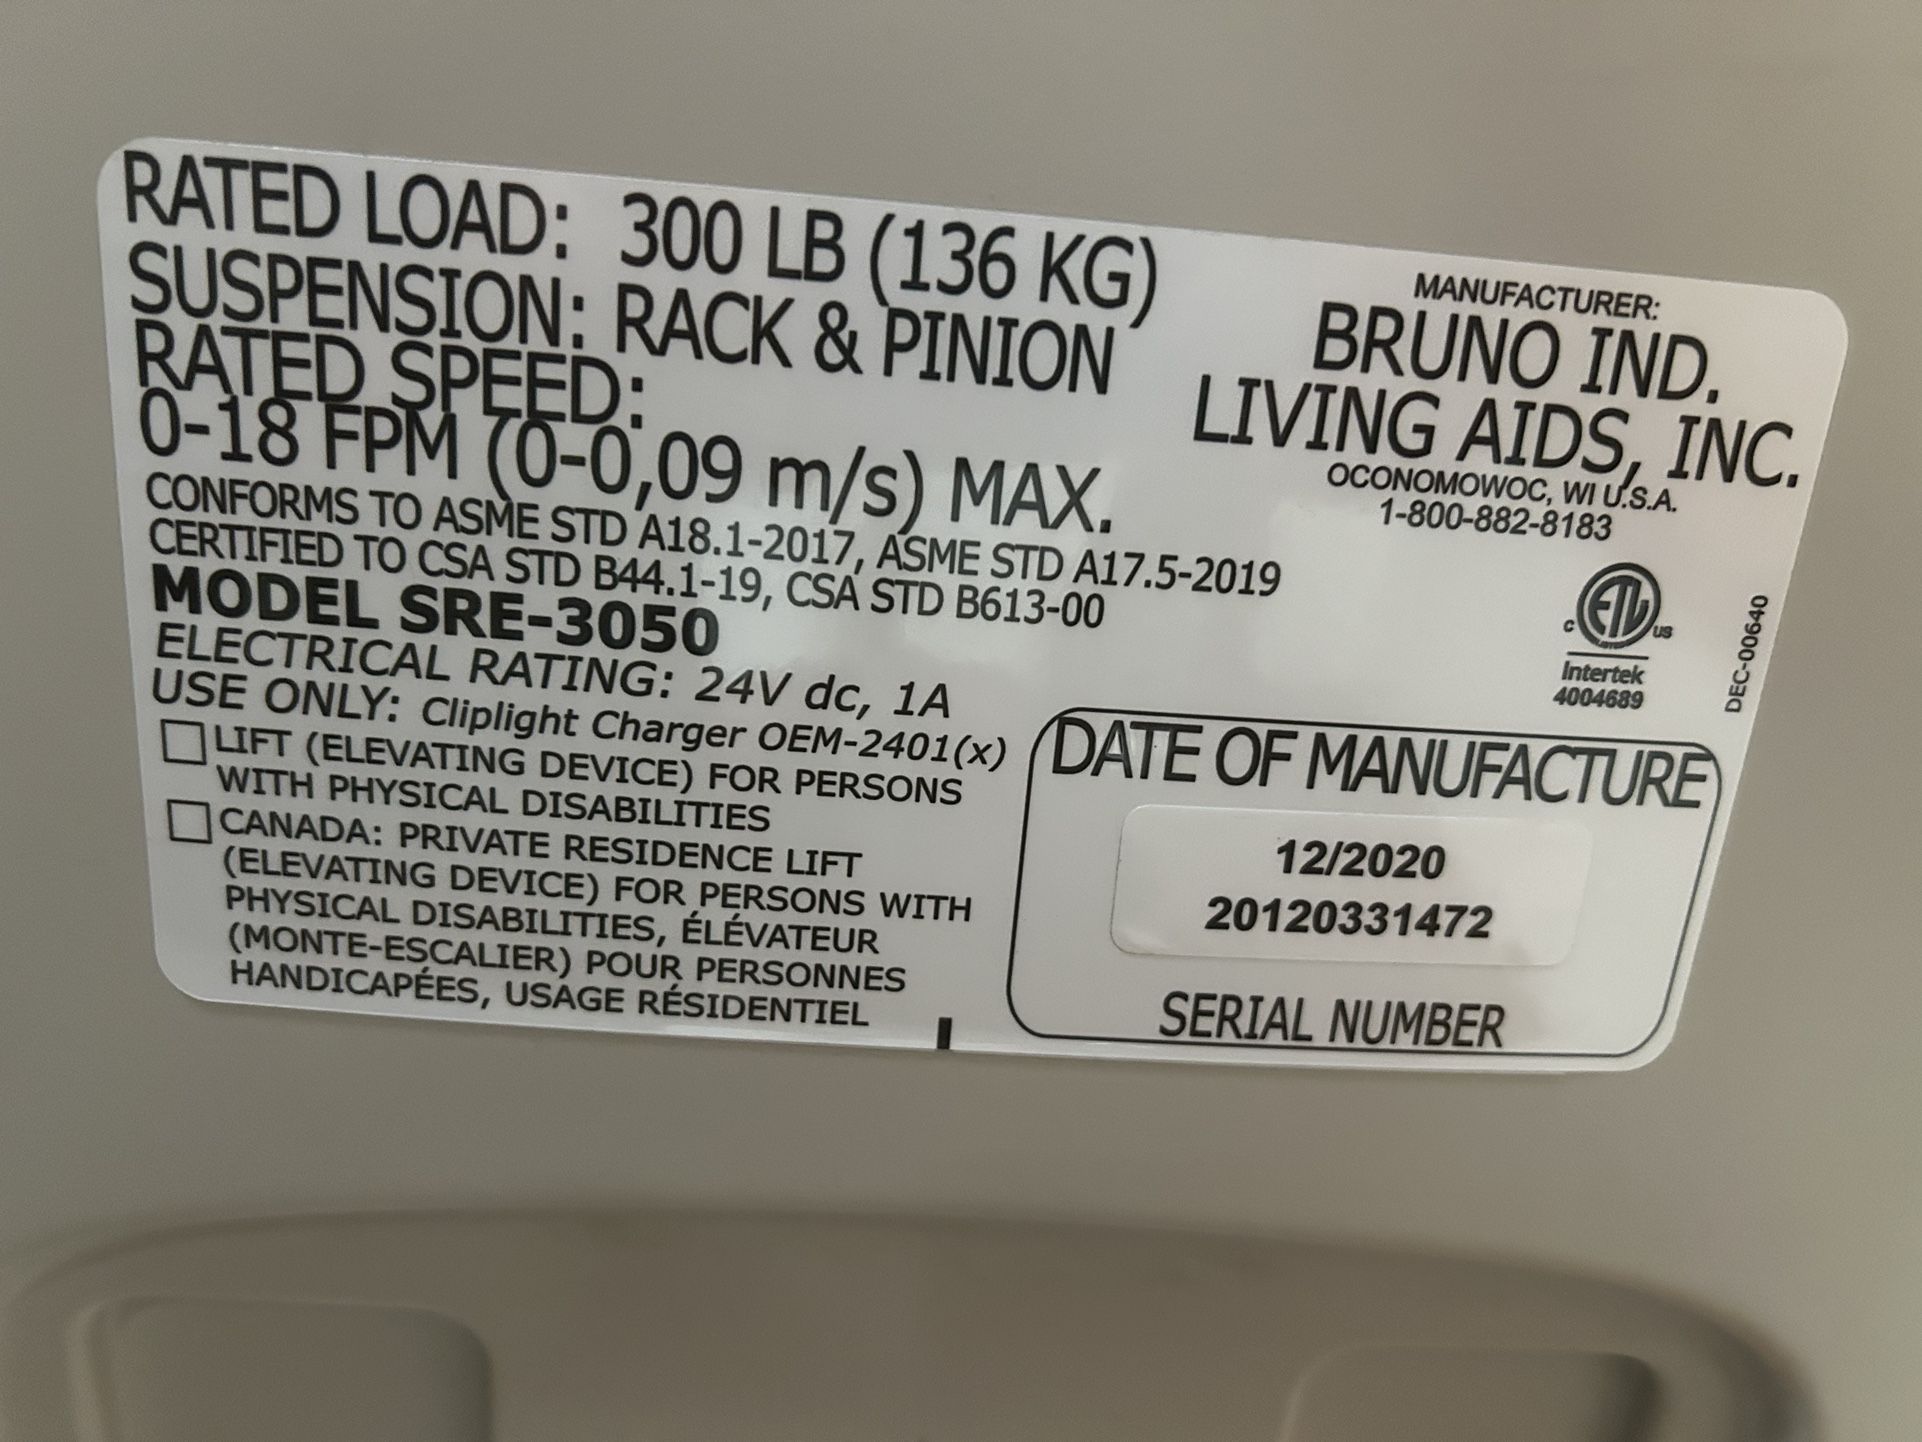 RATED LOAD: 300 LB (136 KG)
SUSPENSION: RACK & PINION
RATED SPEED:
0-18 FPM (0-0,09 m/s) MAX.
CONFORMS TO ASME STD A18.1-2017, ASME STD A17.5-2019
CERTIFIED TO CSA STD B44.1-19, CSA STD B613-00
MODEL SRE-3050
ELECTRICAL RATING: 24V dc, 1A
USE ONLY: Cliplight Charger OEM-2401(x)
LIFT (ELEVATING DEVICE) FOR PERSONS
WITH PHYSICAL DISABILITIES
CANADA: PRIVATE RESIDENCE LIFT
(ELEVATING DEVICE) FOR PERSONS WITH
PHYSICAL DISABILITIES, ÉLÉVATEUR
(MONTE-ESCALIER) POUR PERSONNES
HANDICAPÉES, USAGE RÉSIDENTIEL
MANUFACTURER:
BRUNO IND.
LIVING AIDS, INC.
OCONOMOWOC, WI U.S.A.
1-800-882-8183
C ETL US
Intertek
4004689
DEC-00640
DATE OF MANUFACTURE
12/2020
20120331472
SERIAL NUMBER